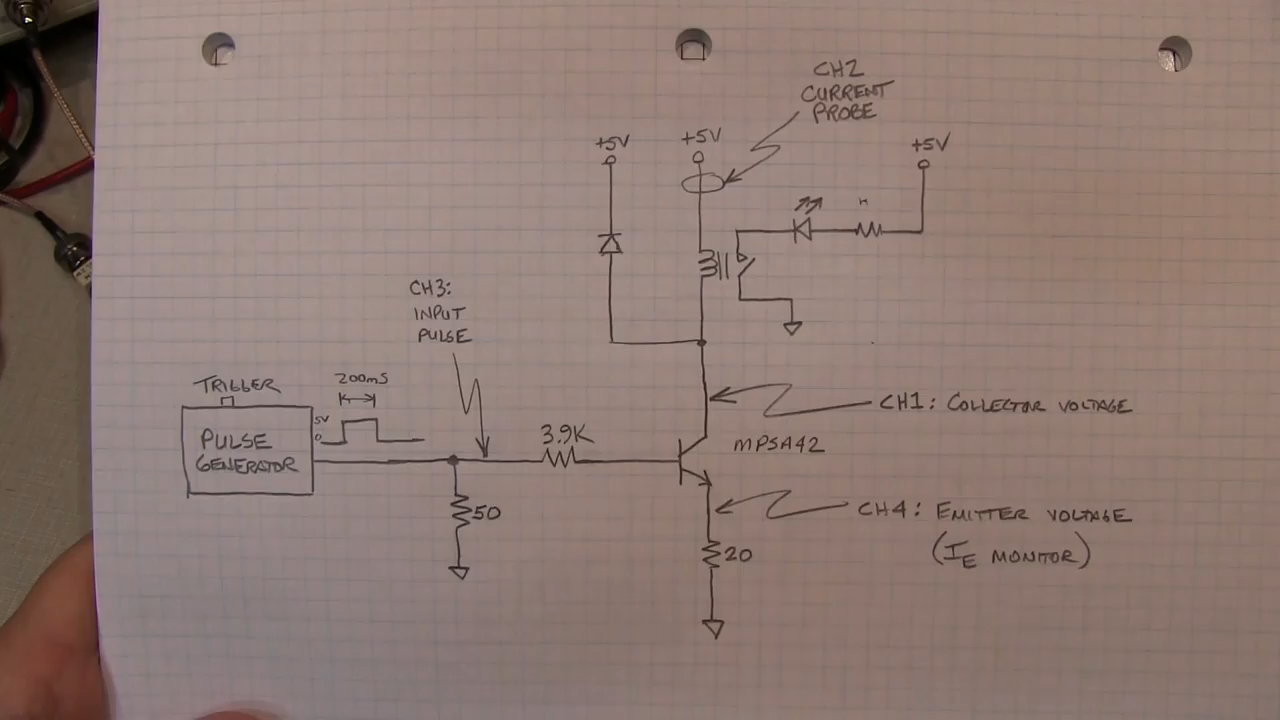 CH2
CURRENT
PROBE
+5V
+5V
+5V
CH3:
INPUT
PULSE
TRIGGER
200mS
5V
0
PULSE
GENERATOR
3.9K
50
CH1: COLLECTOR VOLTAGE
MPSA42
CH4: EMITTER VOLTAGE
(IE MONITOR)
20